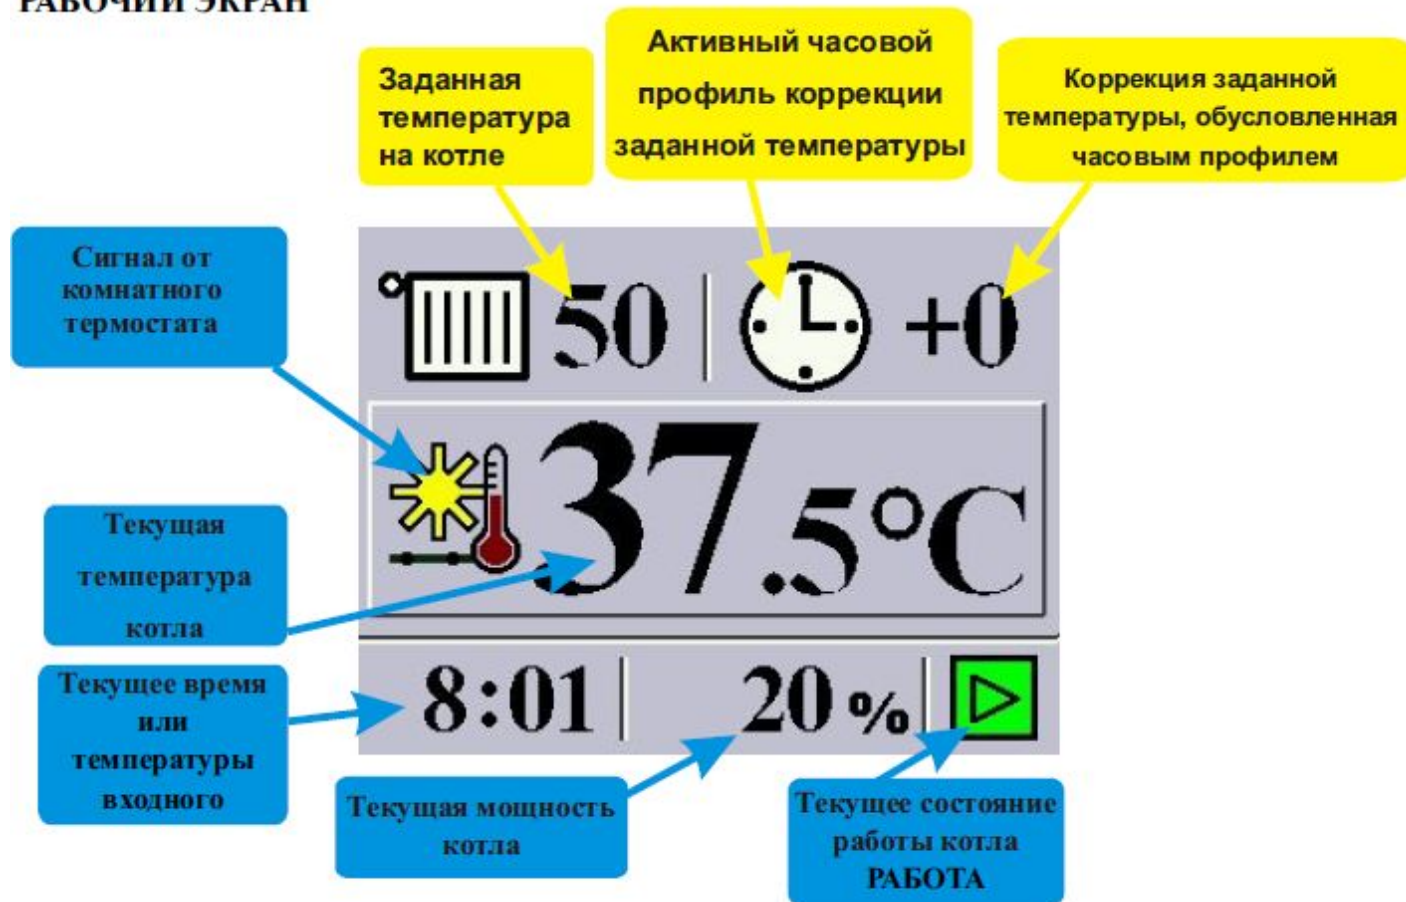 РАБОЧИЙ ЭКРАН
Заданная
температура
на котле
Активный часовой
профиль коррекции
заданной температуры
Коррекция заданной
температуры, обусловленная
часовым профилем
Сигнал от
комнатного
термостата
50
+0
37.5°C
Текущая
температура
котла
Текущее время
или
температуры
входного
8:01
20 %
Текущая мощность
котла
Текущее состояние
работы котла
РАБОТА